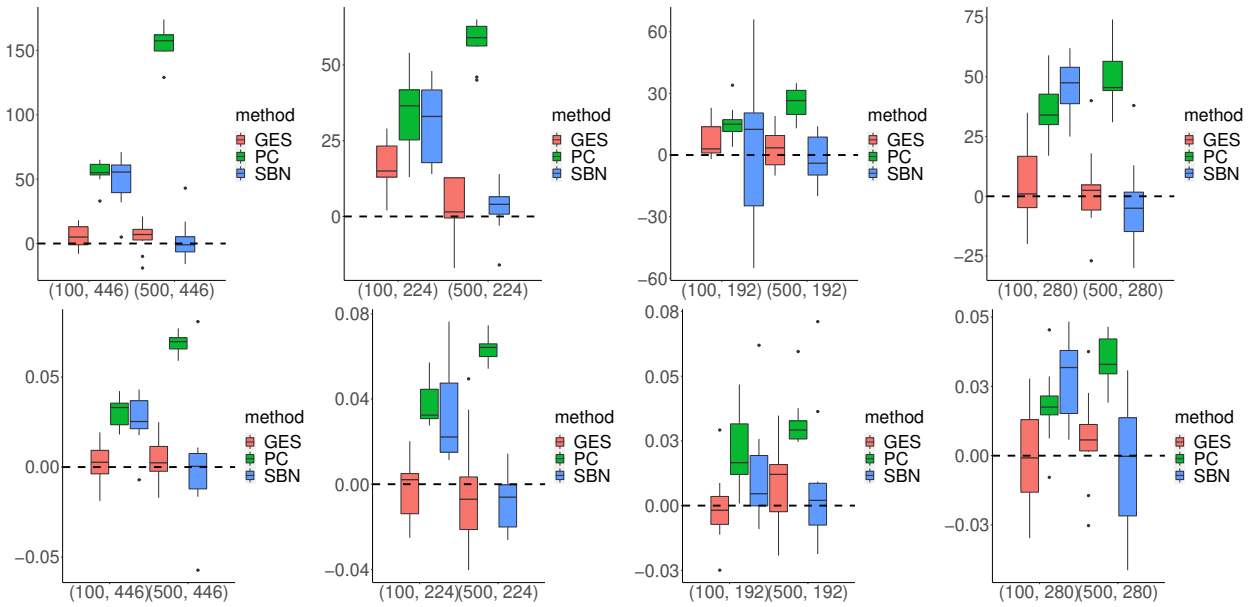 150
100
50
0
(100, 446)
(500, 446)
method
GES
PC
SBN
50
25
0
(100, 224)
(500, 224)
method
GES
PC
SBN
60
30
0
−30
−60
(100, 192)
(500, 192)
method
GES
PC
SBN
75
50
25
0
−25
(100, 280)
(500, 280)
method
GES
PC
SBN
0.05
0.00
−0.05
(100, 446)
(500, 446)
method
GES
PC
SBN
0.08
0.04
0.00
−0.04
(100, 224)
(500, 224)
method
GES
PC
SBN
0.08
0.05
0.03
0.00
−0.03
(100, 192)
(500, 192)
method
GES
PC
SBN
0.05
0.03
0.00
−0.03
(100, 280)
(500, 280)
method
GES
PC
SBN